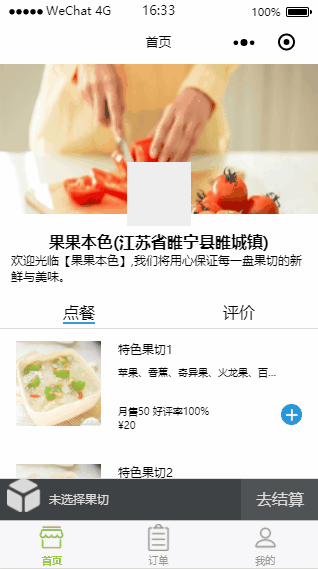 WeChat 4G 16:33 100%
首页
果果本色(江苏省睢宁县睢城镇)
欢迎光临【果果本色】,我们将用心保证每一盘果切的新
鲜与美味。
点餐 评价
特色果切1
苹果、香蕉、奇异果、火龙果、百...
月售50 好评率100%
¥20
特色果切2
未选择果切 去结算
首页 订单 我的